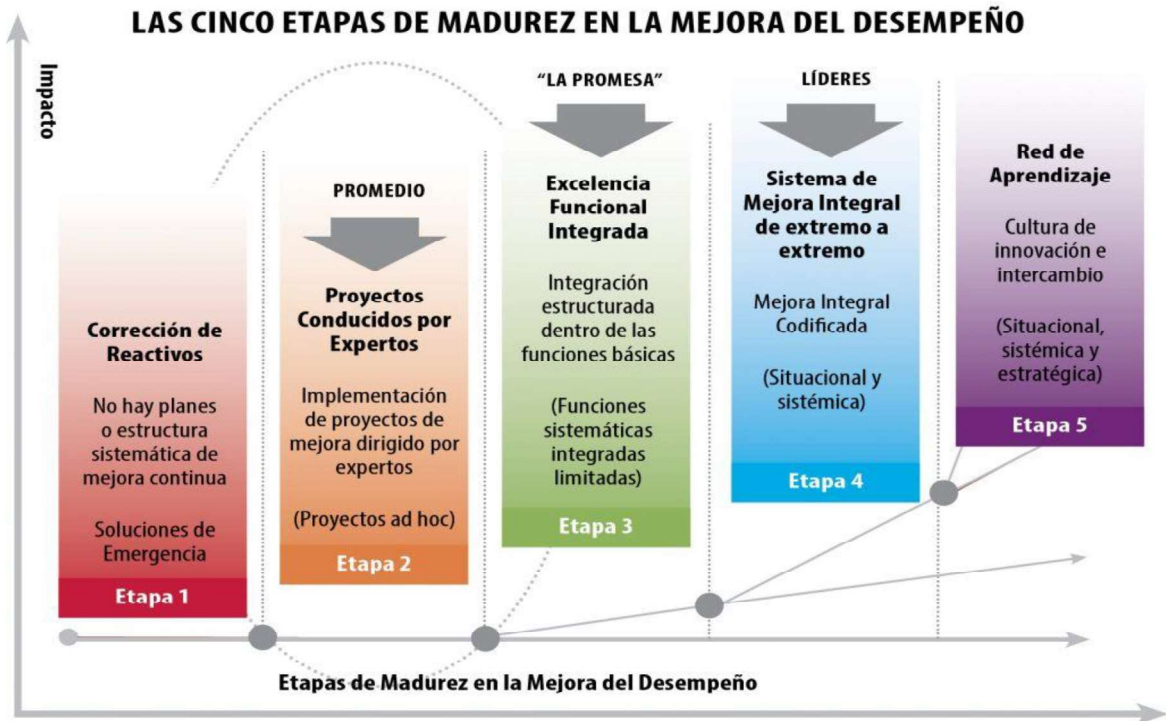 LAS CINCO ETAPAS DE MADUREZ EN LA MEJORA DEL DESEMPEÑO
Impacto
Corrección de
Reactivos
No hay planes
o estructura
sistemática de
mejora continua
Soluciones de
Emergencia
Etapa 1
PROMEDIO
Proyectos
Conducidos por
Expertos
Implementación
de proyectos de
mejora dirigido por
expertos
(Proyectos ad hoc)
Etapa 2
“LA PROMESA”
Excelencia
Funcional
Integrada
Integración
estructurada
dentro de las
funciones básicas
(Funciones
sistemáticas
integradas
limitadas)
Etapa 3
LÍDERES
Sistema de
Mejora Integral
de extremo a
extremo
Mejora Integral
Codificada
(Situacional y
sistémica)
Etapa 4
Red de
Aprendizaje
Cultura de
innovación e
intercambio
(Situacional,
sistémica y
estratégica)
Etapa 5
Etapas de Madurez en la Mejora del Desempeño